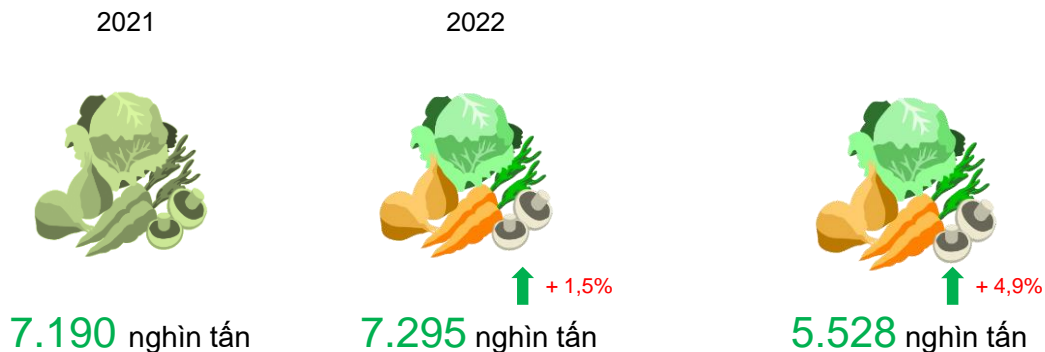 2021
2022
+ 1,5%
+ 4,9%
7.190 nghìn tấn
7.295 nghìn tấn
5.528 nghìn tấn